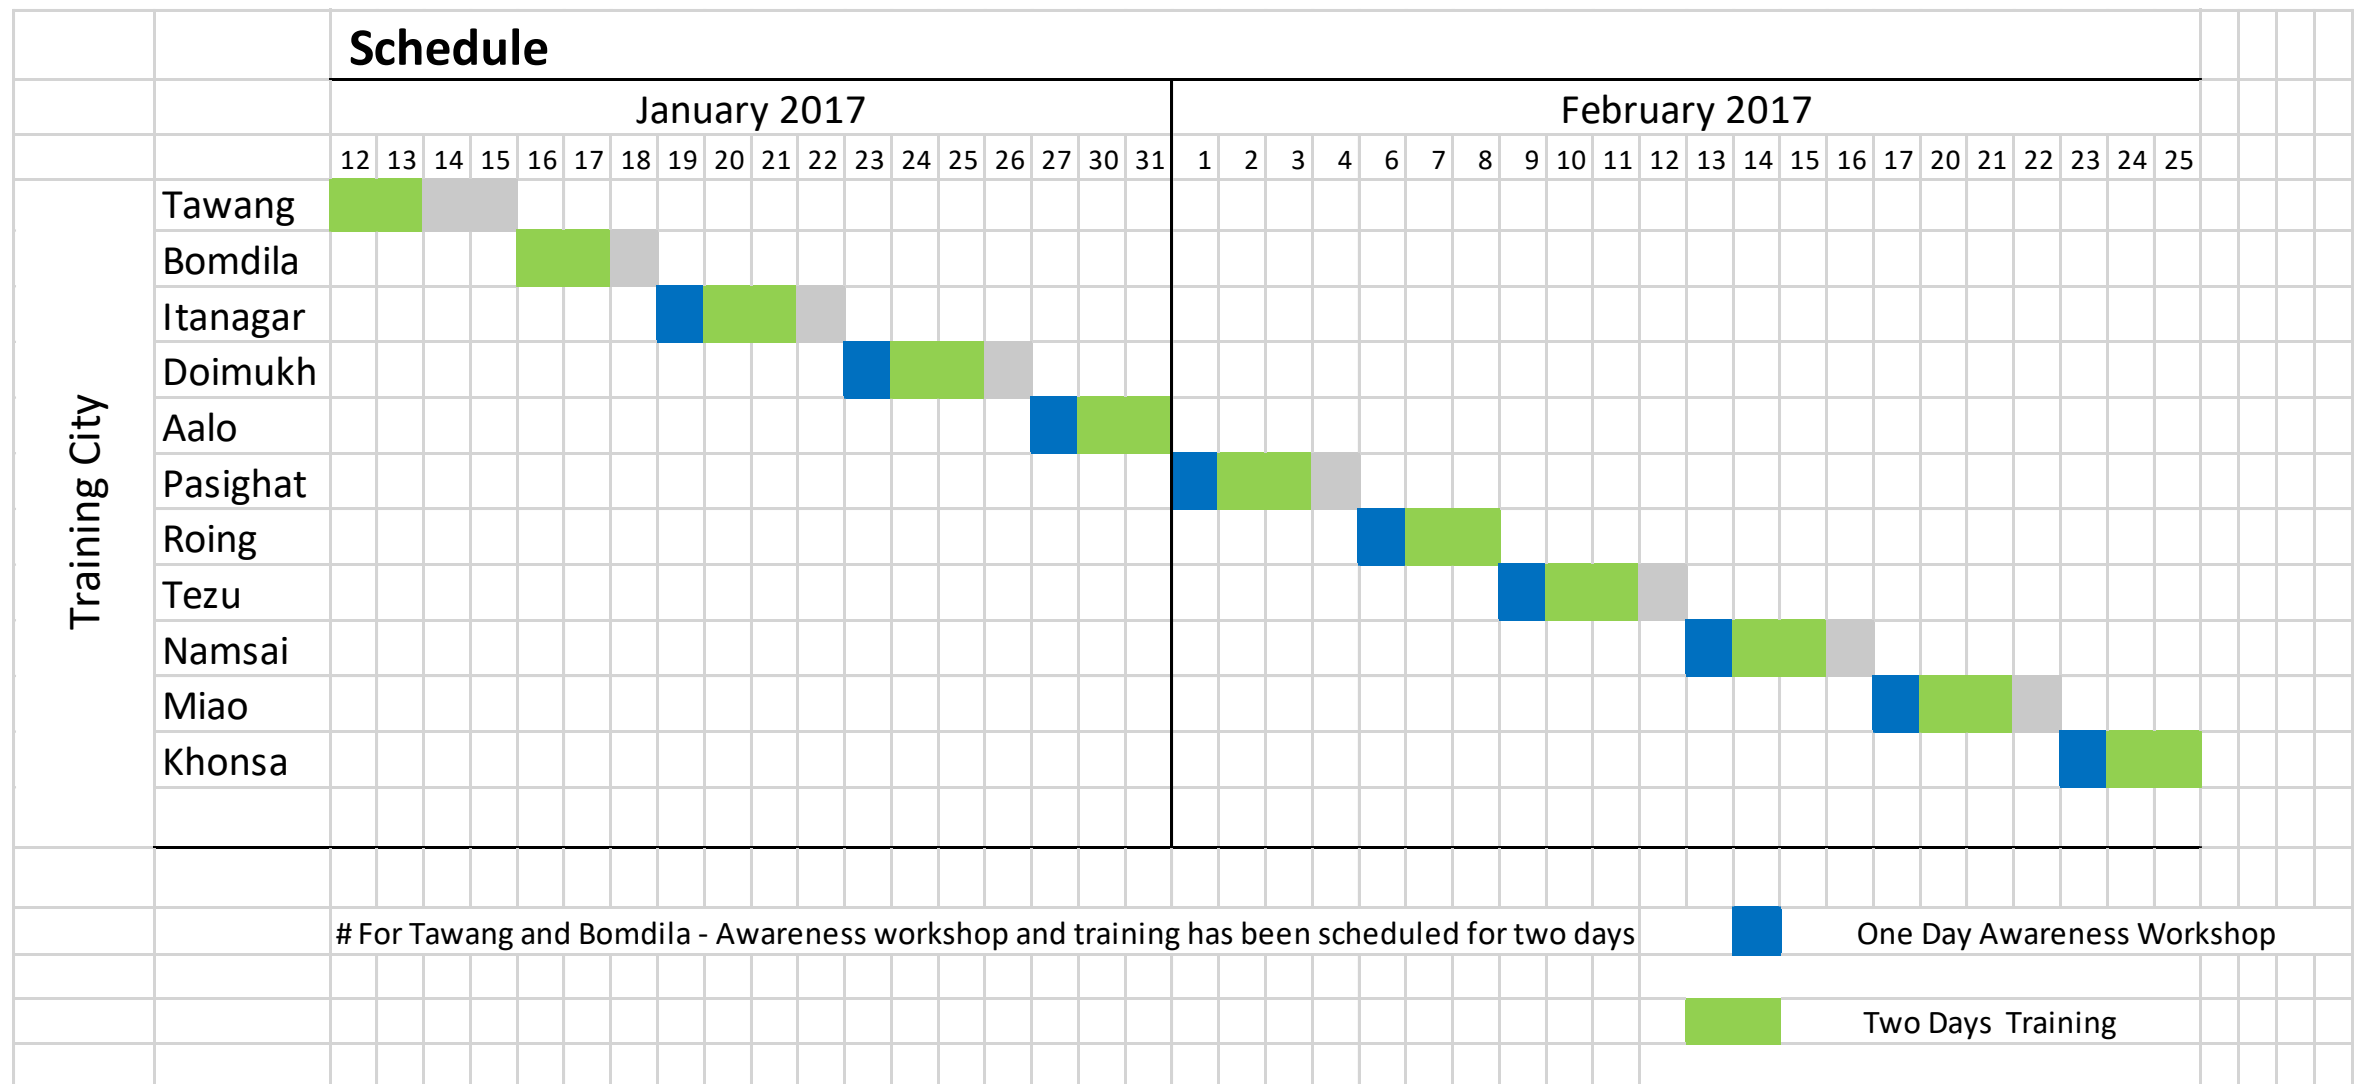 Schedule
January 2017 February 2017
12 13 14 15 16 17 18 19 20 21 22 23 24 25 26 27 30 31 1 2 3 4 6 7 8 9 10 11 12 13 14 15 16 17 20 21 22 23 24 25
Training City
Tawang
Bomdila
Itanagar
Doimukh
Aalo
Pasighat
Roing
Tezu
Namsai
Miao
Khonsa
# For Tawang and Bomdila - Awareness workshop and training has been scheduled for two days
One Day Awareness Workshop
Two Days Training